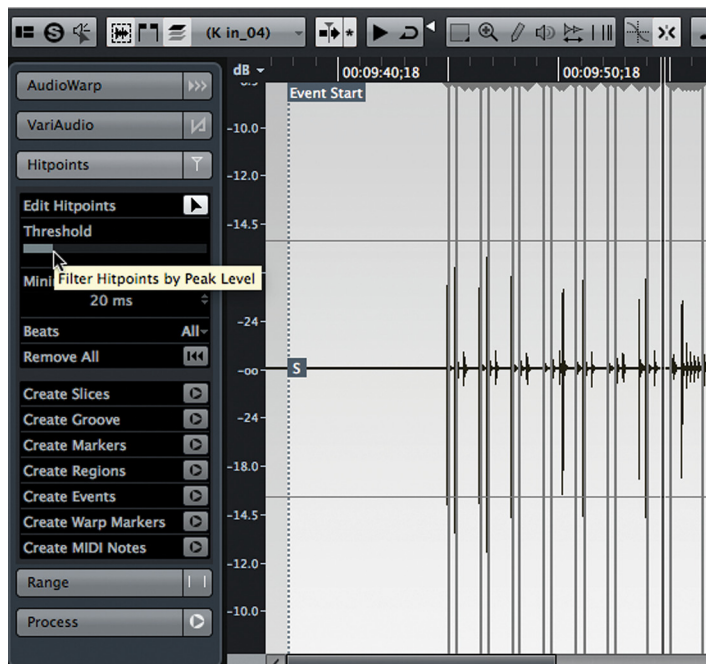 (K in_04)
AudioWarp
VariAudio
Hitpoints
Edit Hitpoints
Threshold
Filter Hitpoints by Peak Level
20 ms
Beats All
Remove All
Create Slices
Create Groove
Create Markers
Create Regions
Create Events
Create Warp Markers
Create MIDI Notes
Range
Process
dB
00:09:40;18 00:09:50;18
Event Start
-10.0
-12.0
-14.5
-24
-oo
S
-24
-18.0
-14.5
-12.0
-10.0